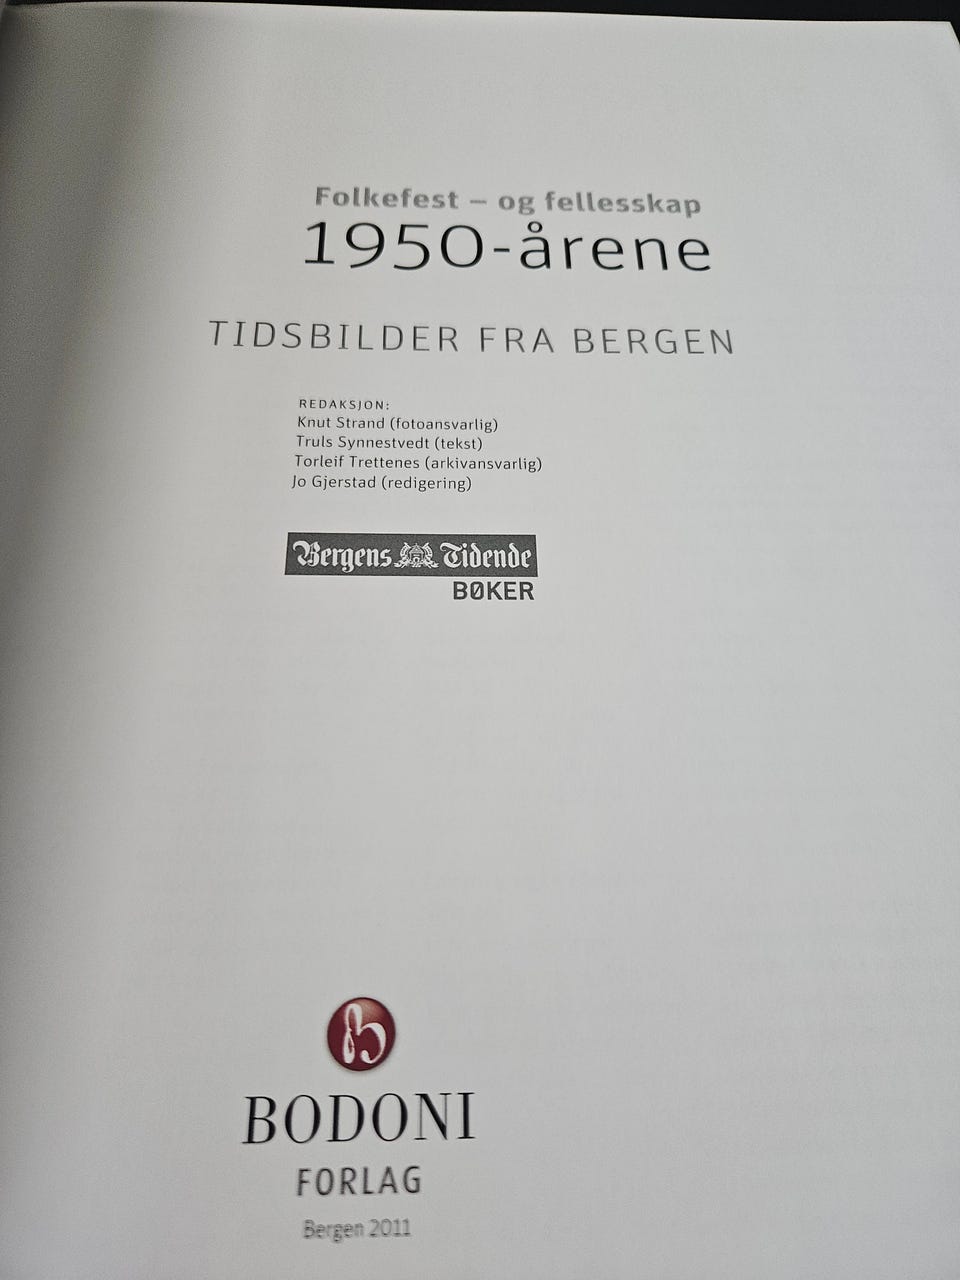 Folkefest – og fellesskap
1950-årene
TIDSBILDER FRA BERGEN
REDAKSJON:
Knut Strand (fotoansvarlig)
Truls Synnestvedt (tekst)
Torleif Trettenes (arkivansvarlig)
Jo Gjerstad (redigering)
Bergens Tidende
BØKER
B
BODONI
FORLAG
Bergen 2011